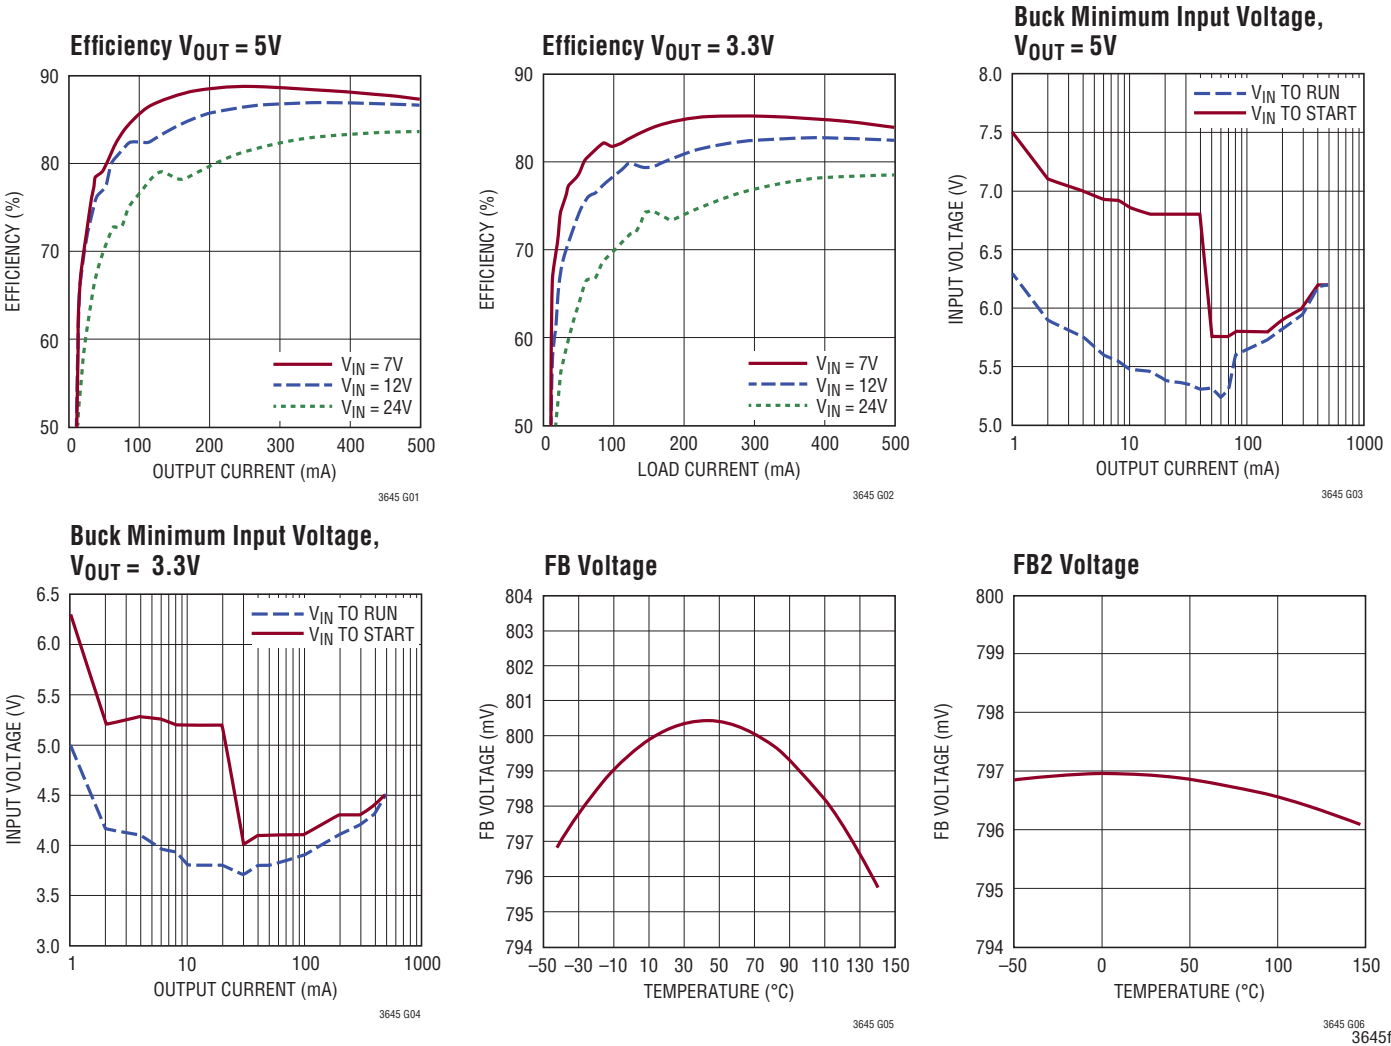 Efficiency VOUT = 5V
90
80
70
60
50
0
100
200
300
400
500
EFFICIENCY (%)
OUTPUT CURRENT (mA)
VIN = 7V
VIN = 12V
VIN = 24V
3645 G01
Efficiency VOUT = 3.3V
90
80
70
60
50
0
100
200
300
400
500
EFFICIENCY (%)
LOAD CURRENT (mA)
VIN = 7V
VIN = 12V
VIN = 24V
3645 G02
Buck Minimum Input Voltage,
VOUT = 5V
8.0
7.5
7.0
6.5
6.0
5.5
5.0
1
10
100
1000
INPUT VOLTAGE (V)
OUTPUT CURRENT (mA)
VIN TO RUN
VIN TO START
3645 G03
Buck Minimum Input Voltage,
VOUT = 3.3V
6.5
6.0
5.5
5.0
4.5
4.0
3.5
3.0
1
10
100
1000
INPUT VOLTAGE (V)
OUTPUT CURRENT (mA)
VIN TO RUN
VIN TO START
3645 G04
FB Voltage
804
803
802
801
800
799
798
797
796
795
794
–50
–30
–10
10
30
50
70
90
110
130
150
FB VOLTAGE (mV)
TEMPERATURE (°C)
3645 G05
FB2 Voltage
800
799
798
797
796
795
794
–50
0
50
100
150
FB VOLTAGE (mV)
TEMPERATURE (°C)
3645 G06
3645f